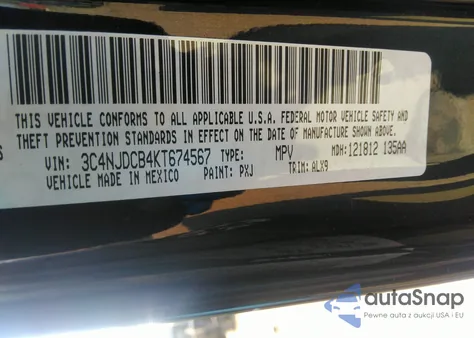 THIS VEHICLE CONFORMS TO ALL APPLICABLE U.S.A. FEDERAL MOTOR VEHICLE SAFETY AND
THEFT PREVENTION STANDARDS IN EFFECT ON THE DATE OF MANUFACTURE SHOWN ABOVE.
VIN: 3C4NJDCB4KT674567 TYPE: MPV MDH: 121812 135AA
VEHICLE MADE IN MEXICO PAINT: PXJ TRIM: ALX9
autaSnap
Pewne auta z aukcji USA i EU